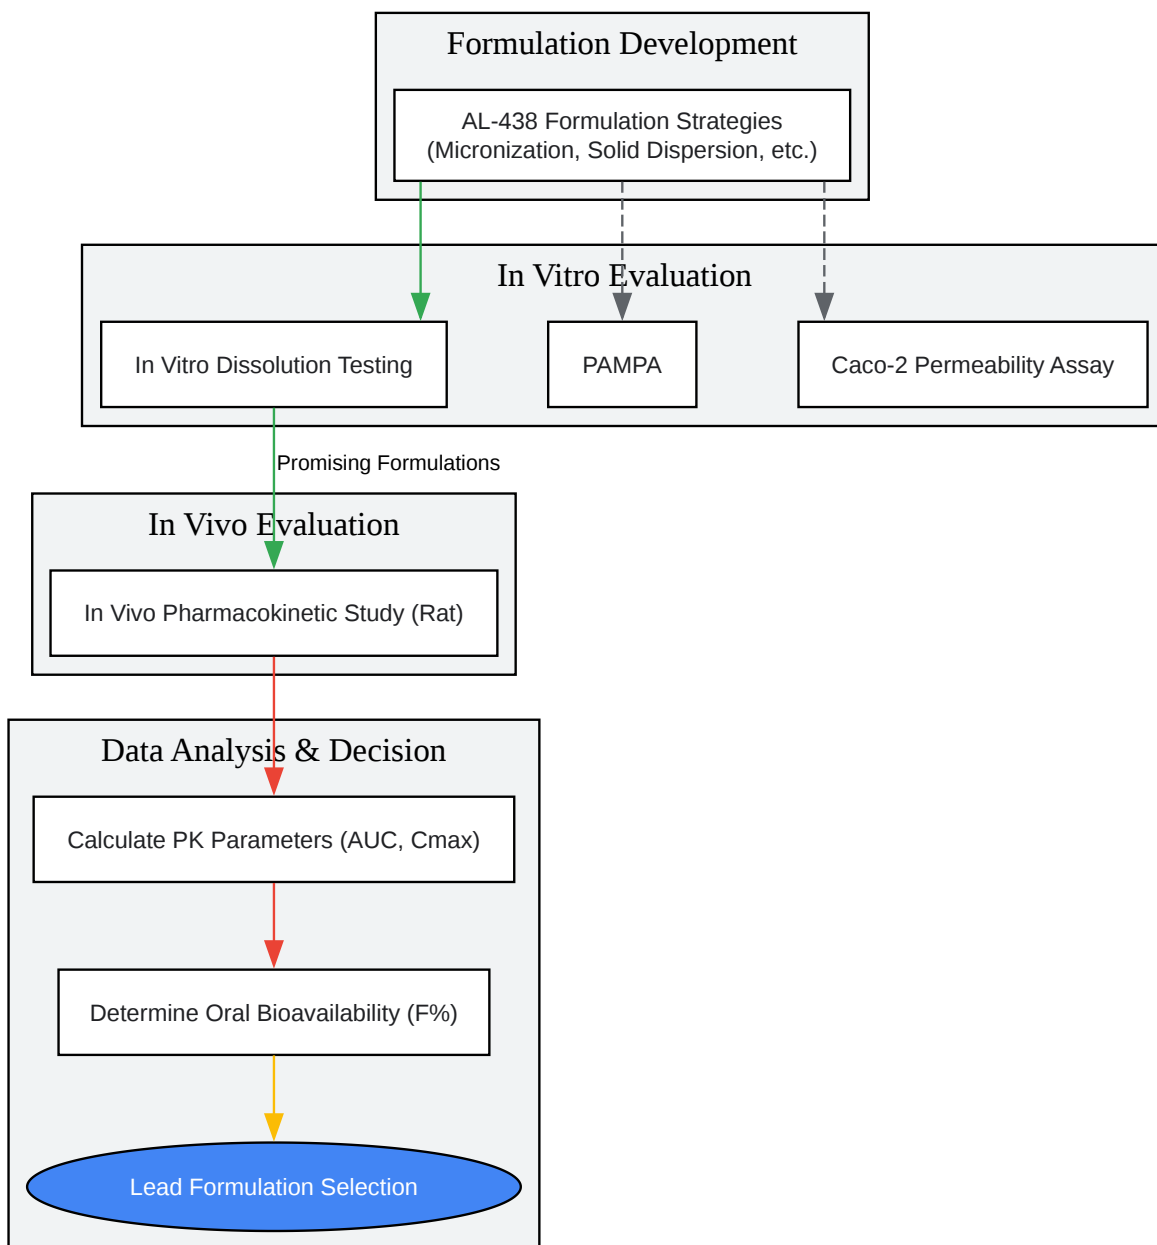 Formulation Development
AL-438 Formulation Strategies
(Micronization, Solid Dispersion, etc.)
In Vitro Evaluation
In Vitro Dissolution Testing
PAMPA
Caco-2 Permeability Assay
Promising Formulations
In Vivo Evaluation
In Vivo Pharmacokinetic Study (Rat)
Data Analysis & Decision
Calculate PK Parameters (AUC, Cmax)
Determine Oral Bioavailability (F%)
Lead Formulation Selection